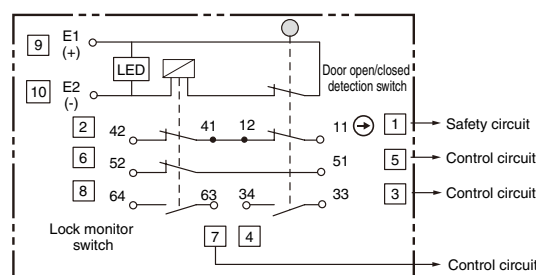 9 E1 (+)
LED
Door open/closed detection switch
10 E2 (-)
2 42 41 12 11 1 Safety circuit
6 52 51 5 Control circuit
8 64 63 34 33 3 Control circuit
Lock monitor switch
7 4
Control circuit